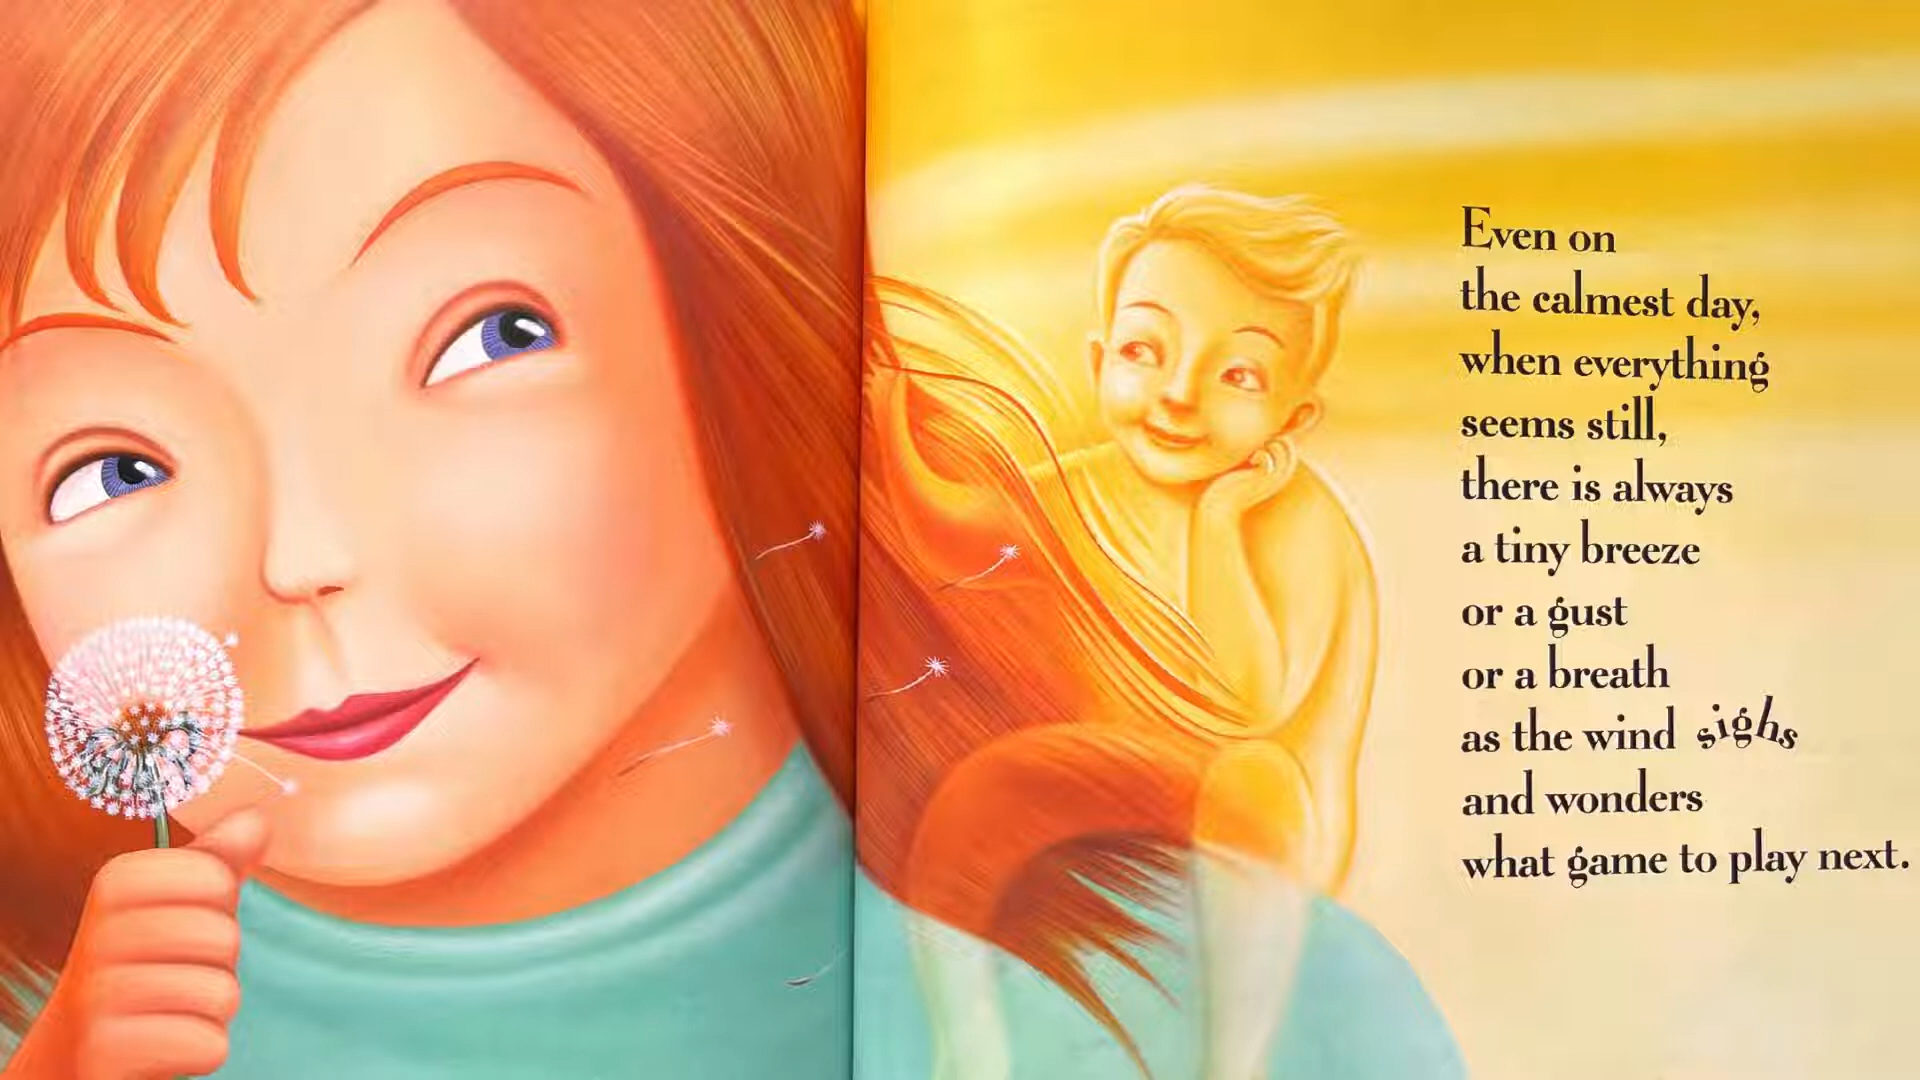 Even on
the calmest day,
when everything
seems still,
there is always
a tiny breeze
or a gust
or a breath
as the wind sighs
and wonders
what game to play next.